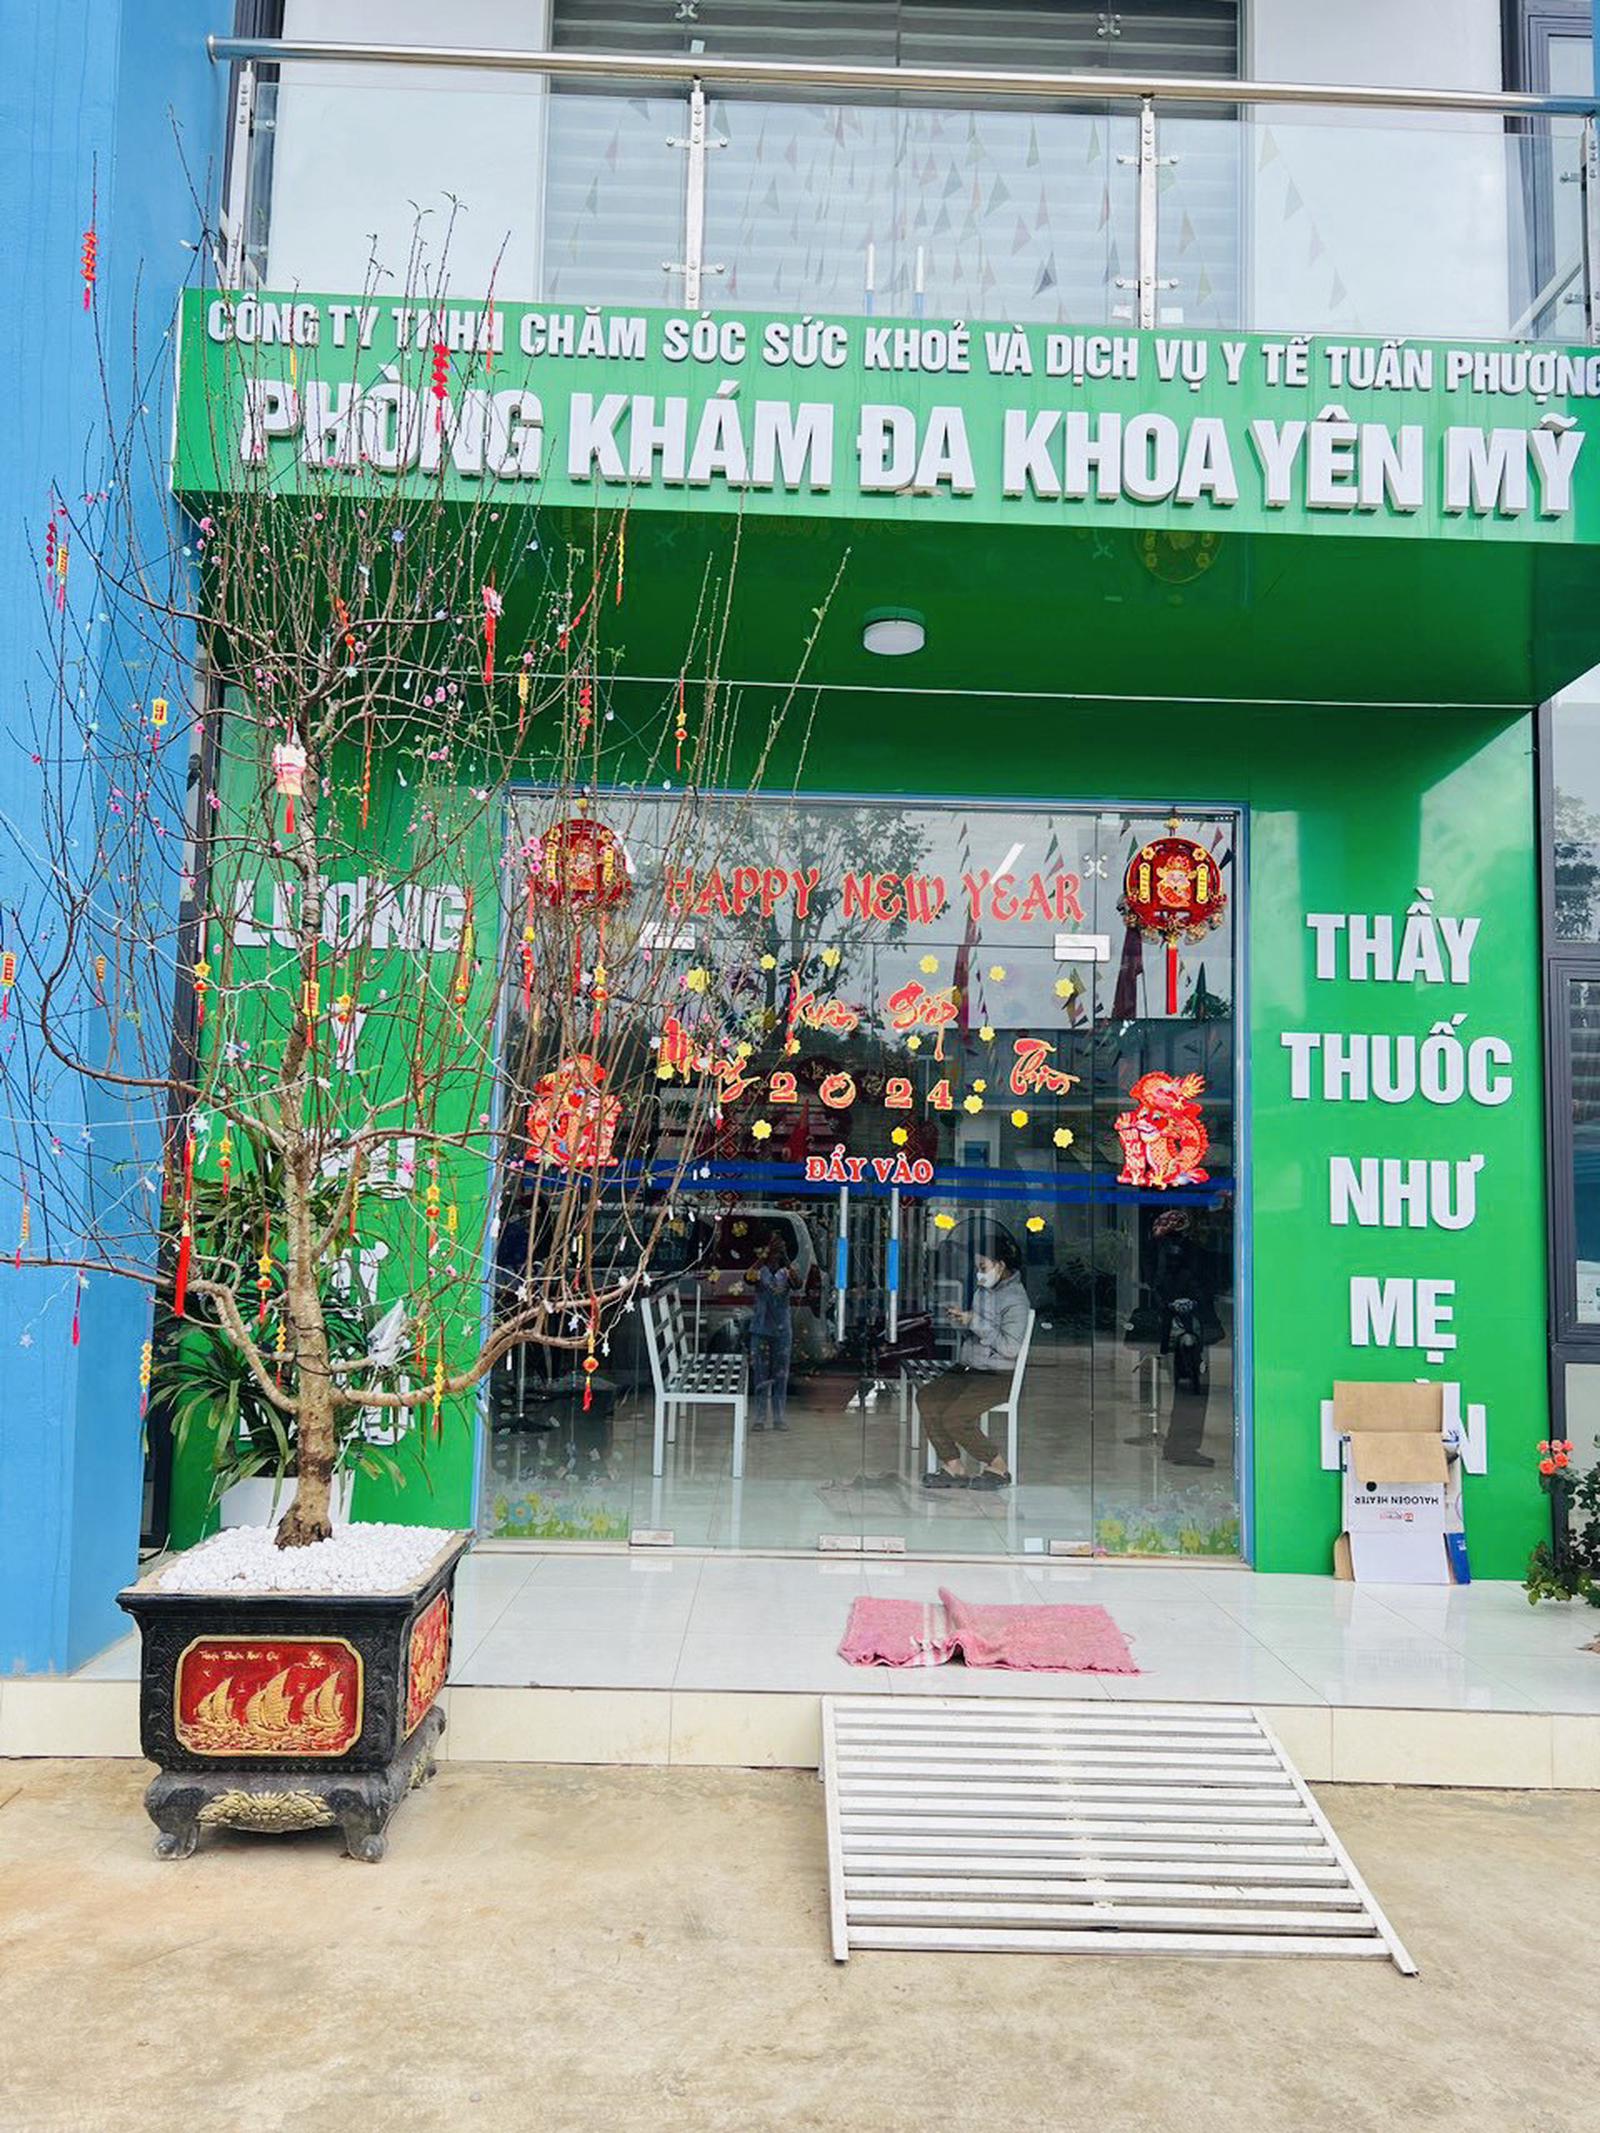 CÔNG TY TNHH CHĂM SÓC SỨC KHOẺ VÀ DỊCH VỤ Y TẾ TUẤN PHƯỢNG
PHÒNG KHÁM ĐA KHOA YÊN MỸ
LƯƠNG
Y
THẦY
THUỐC
NHƯ
MẸ
HAPPY NEW YEAR
Xuân Giáp
Thìn
2024
ĐẨY VÀO
HALOGEN HEATER